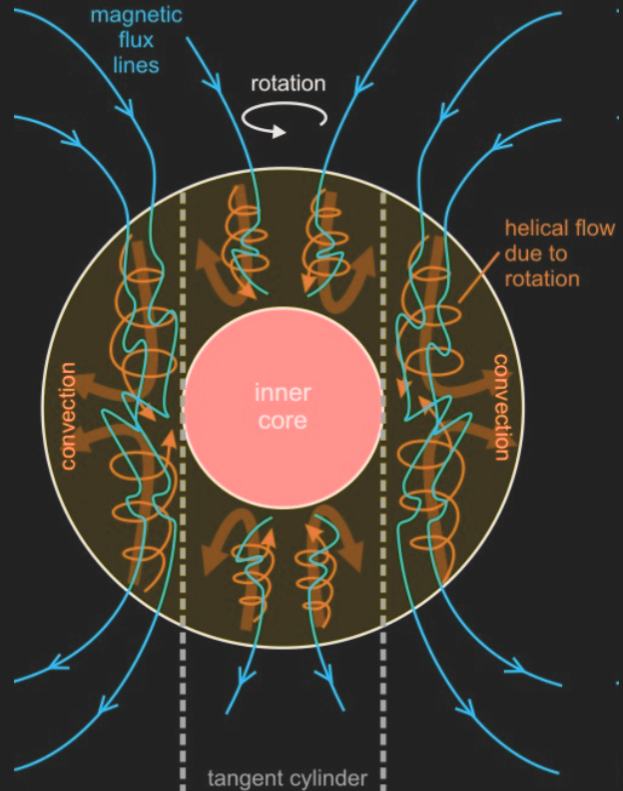 magnetic
flux
lines
rotation
helical flow
due to
rotation
convection
inner
core
convection
tangent cylinder